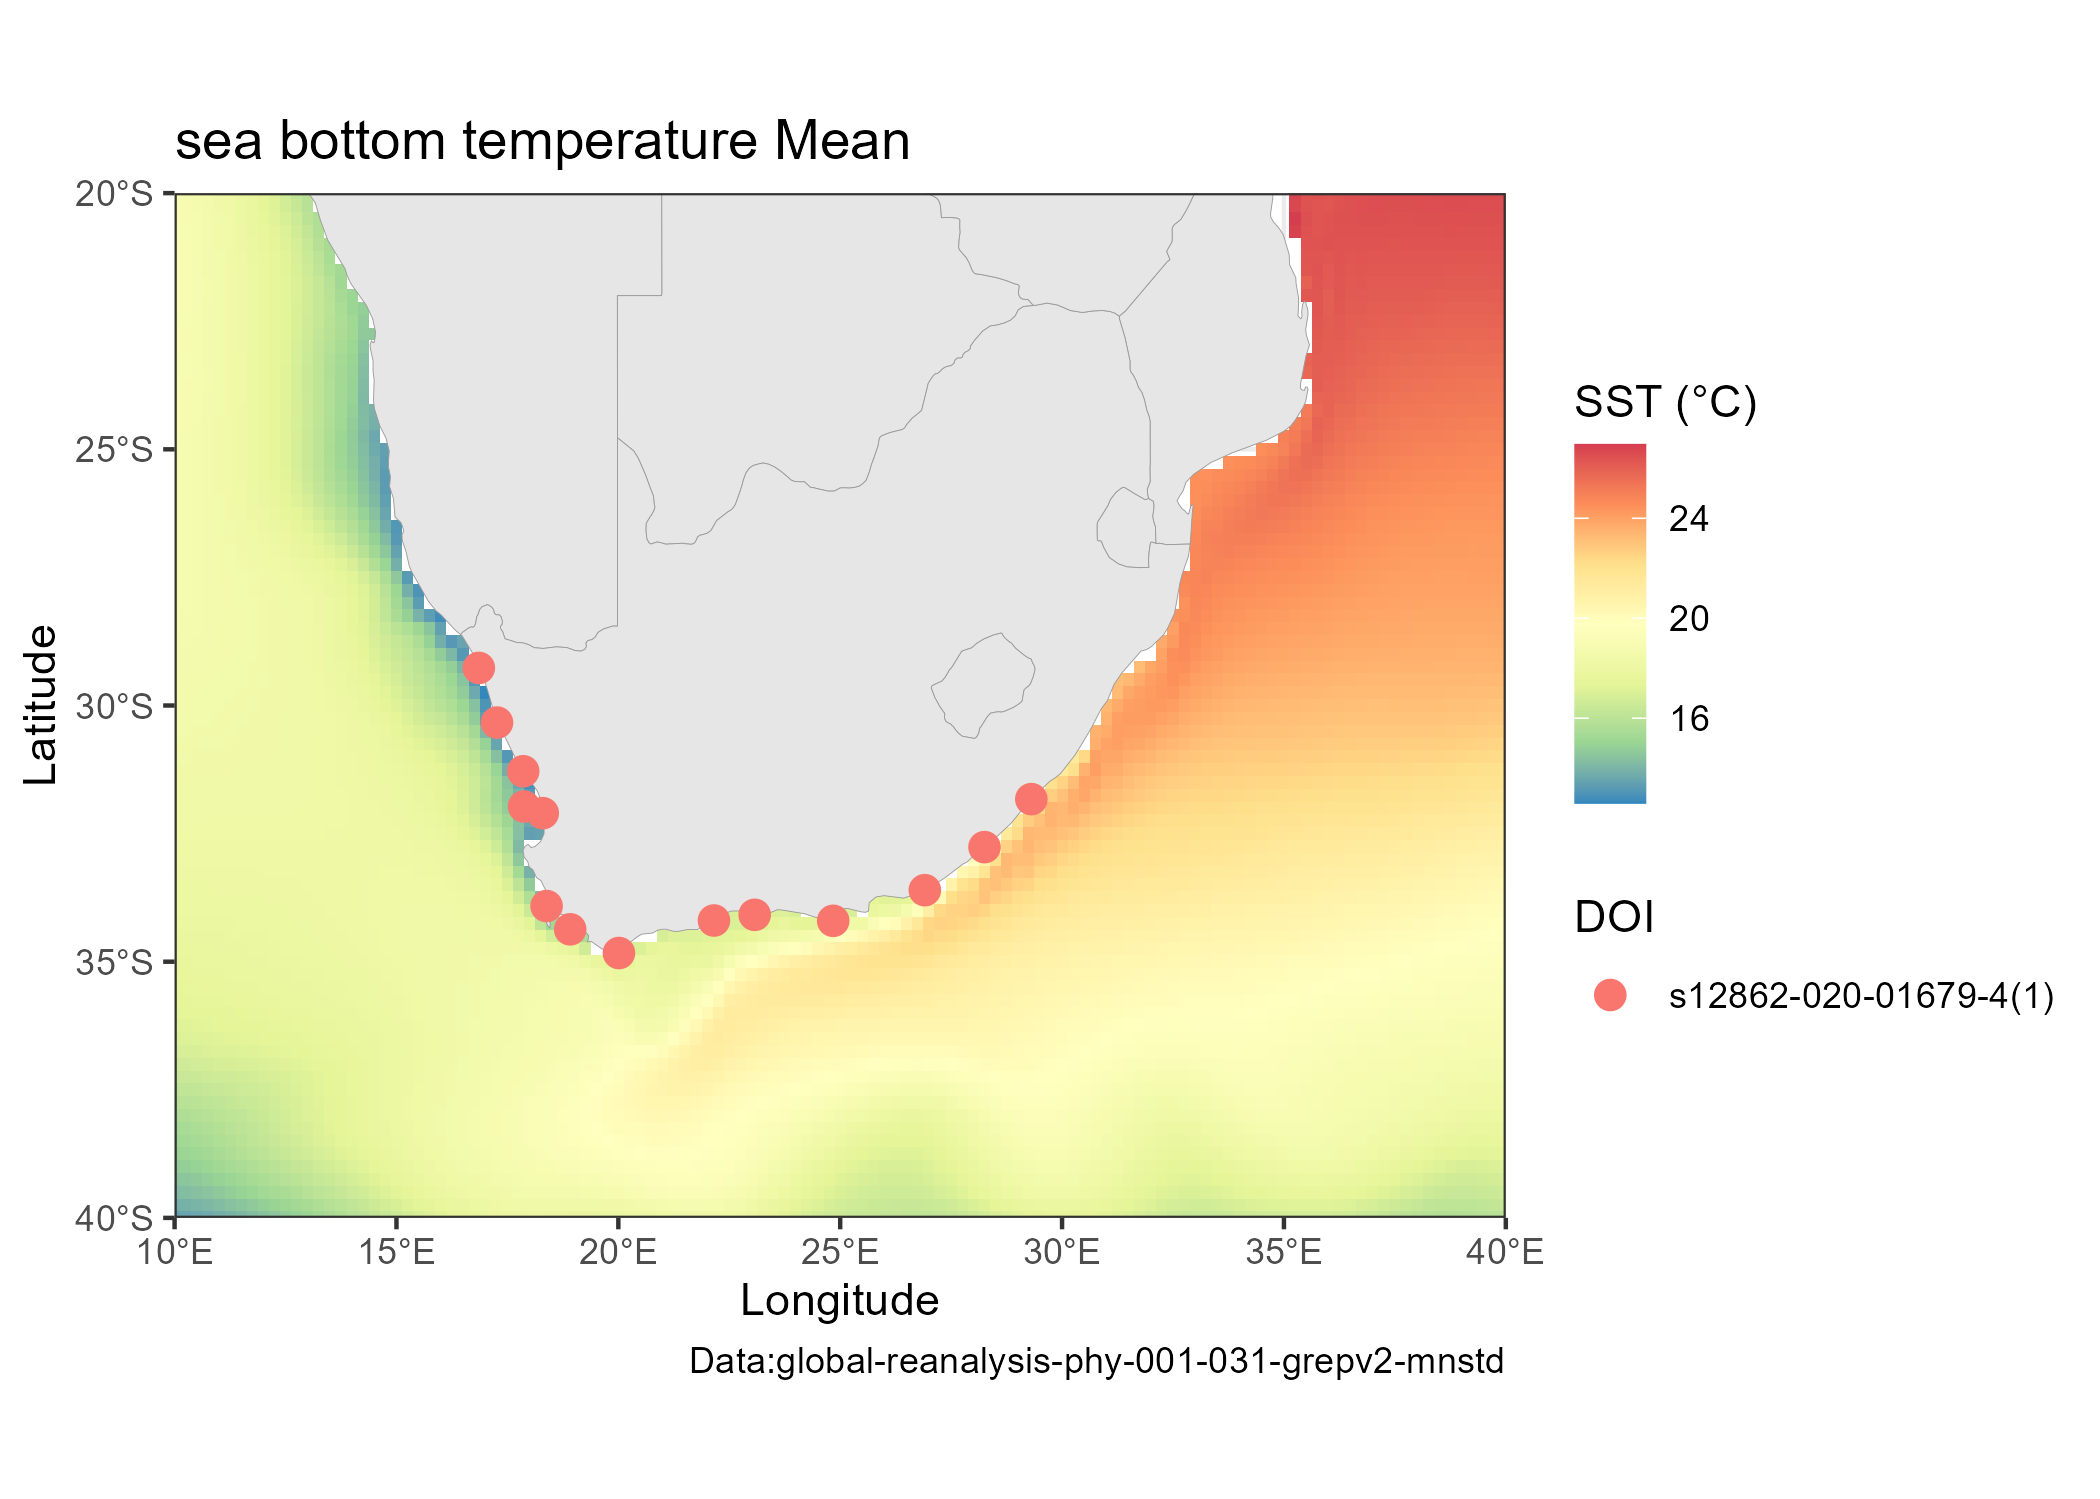 sea bottom temperature Mean
20°S
25°S
30°S
35°S
40°S
Latitude
10°E 15°E 20°E 25°E 30°E 35°E 40°E
Longitude
Data:global-reanalysis-phy-001-031-grepv2-mnstd
SST (°C)
24
20
16
DOI
s12862-020-01679-4(1)